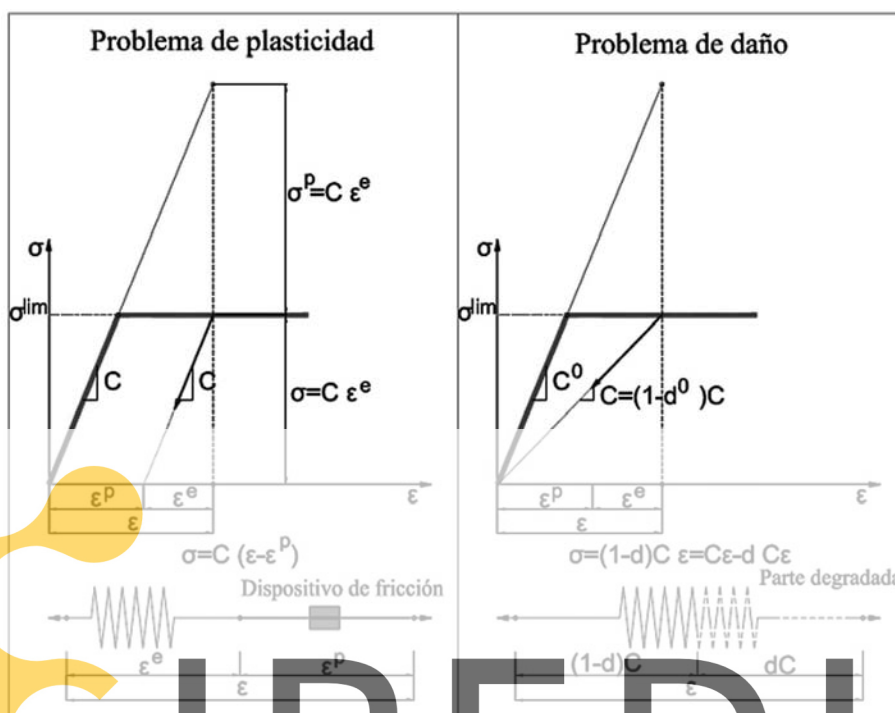 Problema de plasticidad
σᵖ=C εᵉ
σ
σˡⁱᵐ
C
C
σ=C εᵉ
εᵖ
εᵉ
ε
ε
σ=C (ε-εᵖ)
Dispositivo de fricción
εᵉ
εᵖ
ε
Problema de daño
σ
σˡⁱᵐ
C⁰
C=(1-d⁰ )C
εᵖ
εᵉ
ε
ε
σ=(1-d)C ε=Cε-d Cε
Parte degradada
(1-d)C
dC
ε